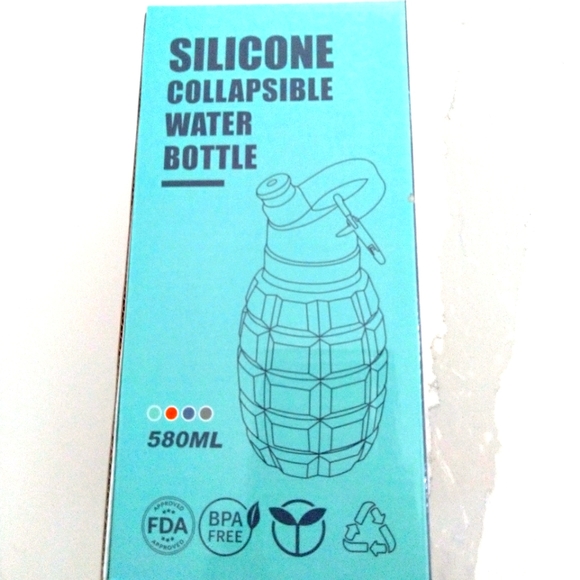 SILICONE
COLLAPSIBLE
WATER
BOTTLE
580ML
APPROVED
FDA
APPROVED
BPA
FREE